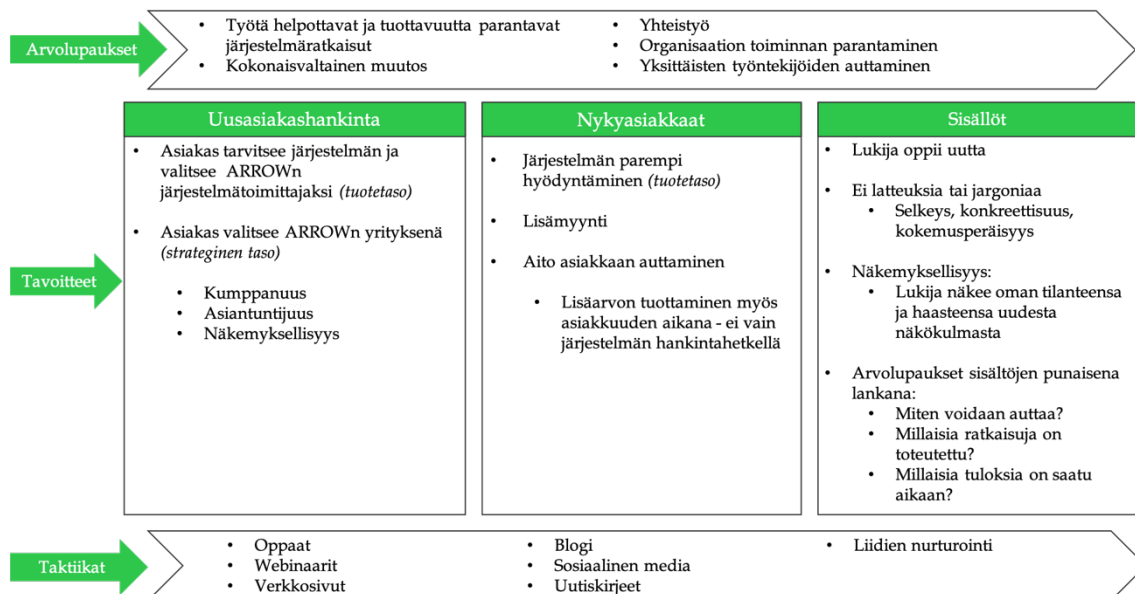 Arvolupaukset
• Työtä helpottavat ja tuottavuutta parantavat
järjestelmäratkaisut
• Kokonaisvaltainen muutos
• Yhteistyö
• Organisaation toiminnan parantaminen
• Yksittäisten työntekijöiden auttaminen
Tavoitteet
Uusasiakashankinta
• Asiakas tarvitsee järjestelmän ja
valitsee ARROWn
järjestelmätoimittajaksi (tuotetaso)
• Asiakas valitsee ARROWn yrityksenä
(strateginen taso)
• Kumppanuus
• Asiantuntijuus
• Näkemyksellisyys
Nykyasiakkaat
• Järjestelmän parempi
hyödyntäminen (tuotetaso)
• Lisämyynti
• Aito asiakkaan auttaminen
• Lisäarvon tuottaminen myös
asiakkuuden aikana - ei vain
järjestelmän hankintahetkellä
Sisällöt
• Lukija oppii uutta
• Ei latteuksia tai jargoniaa
• Selkeys, konkreettisuus,
kokemusperäisyys
• Näkemyksellisyys:
• Lukija näkee oman tilanteensa
ja haasteensa uudesta
näkökulmasta
• Arvolupaukset sisältöjen punaisena
lankana:
• Miten voidaan auttaa?
• Millaisia ratkaisuja on
toteutettu?
• Millaisia tuloksia on saatu
aikaan?
Taktiikat
• Oppaat
• Webinaarit
• Verkkosivut
• Blogi
• Sosiaalinen media
• Uutiskirjeet
• Liidien nurturointi